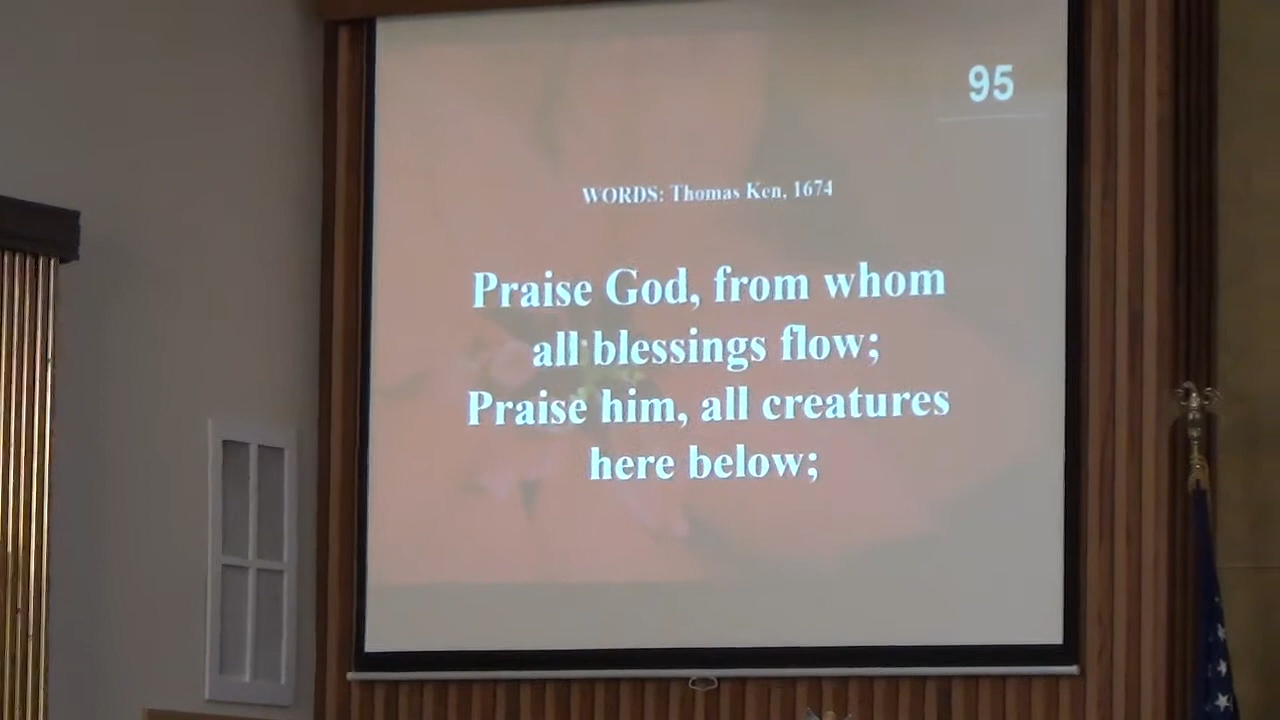 95
WORDS: Thomas Ken, 1674
Praise God, from whom
all blessings flow;
Praise him, all creatures
here below;